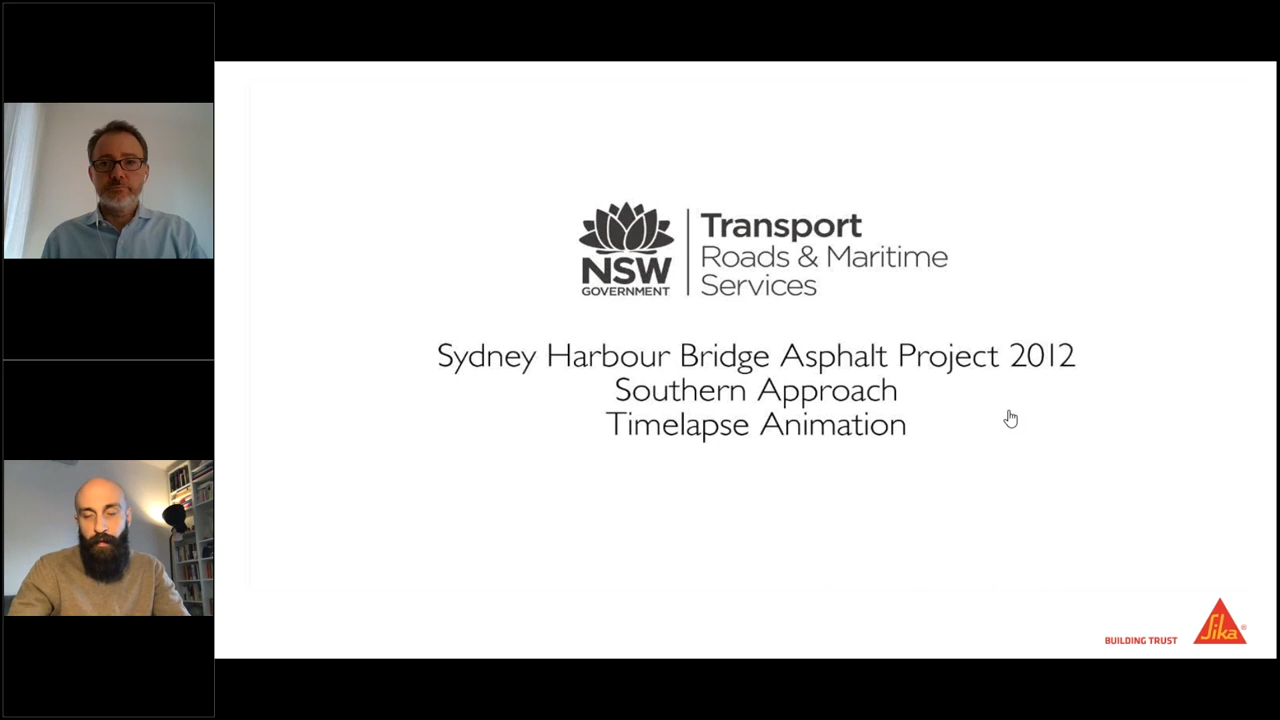 NSW
GOVERNMENT
Transport
Roads & Maritime
Services
Sydney Harbour Bridge Asphalt Project 2012
Southern Approach
Timelapse Animation
BUILDING TRUST
Sika®